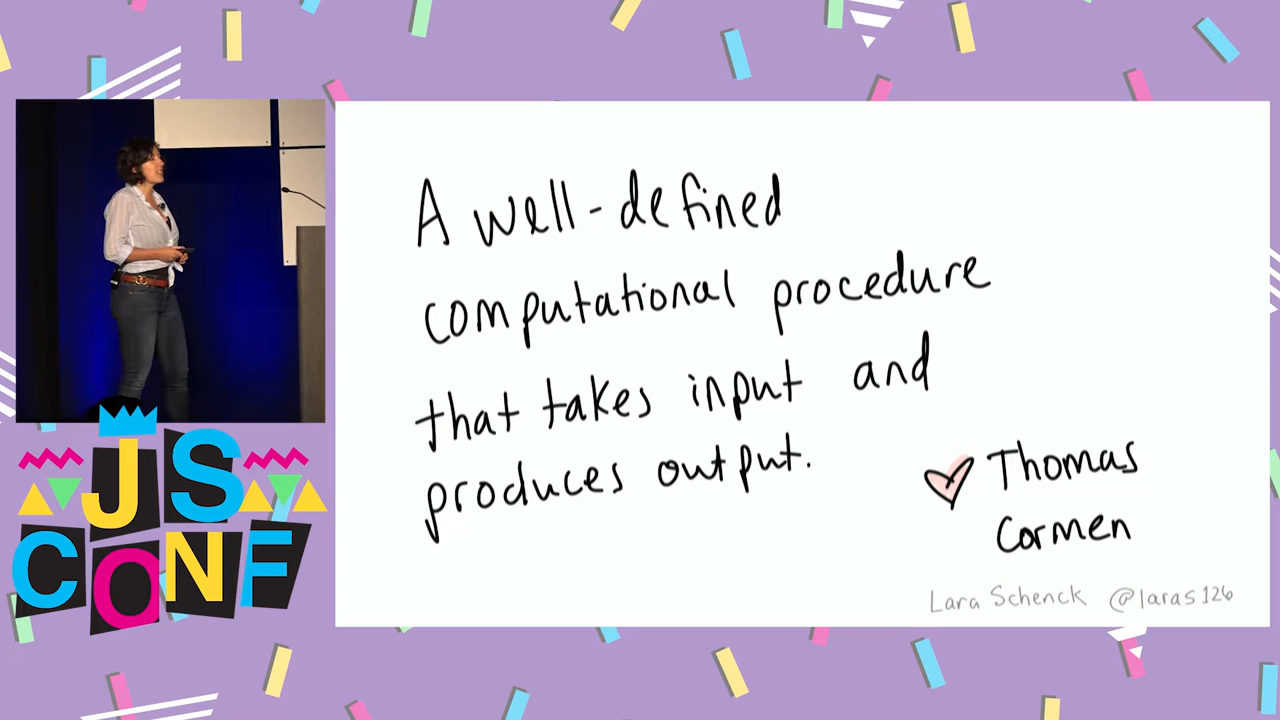 A well-defined
computational procedure
that takes input and
produces output.
Thomas
Cormen
Lara Schenck @laras126
JS
CONF